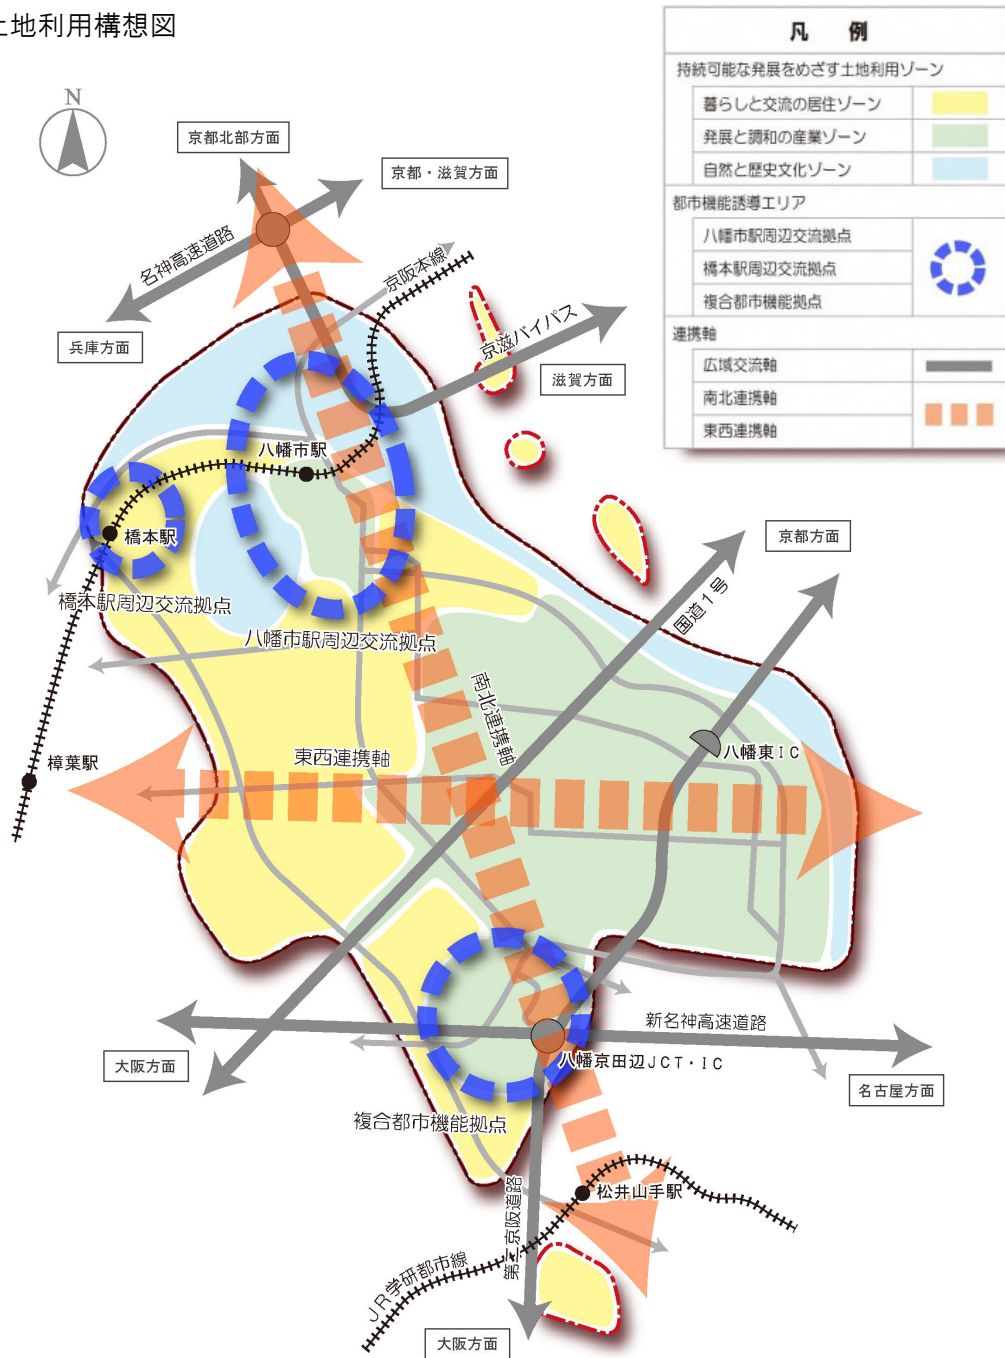 土地利用構想図
凡 例
持続可能な発展をめざす土地利用ゾーン
暮らしと交流の居住ゾーン
発展と調和の産業ゾーン
自然と歴史文化ゾーン
都市機能誘導エリア
八幡市駅周辺交流拠点
橋本駅周辺交流拠点
複合都市機能拠点
連携軸
広域交流軸
南北連携軸
東西連携軸
N
京都北部方面
京都・滋賀方面
名神高速道路
京阪本線
兵庫方面
京滋バイパス
滋賀方面
八幡市駅
橋本駅
京都方面
国道1号
橋本駅周辺交流拠点
八幡市駅周辺交流拠点
南北連携軸
八幡東IC
東西連携軸
樟葉駅
新名神高速道路
大阪方面
八幡京田辺JCT・IC
名古屋方面
複合都市機能拠点
松井山手駅
第二京阪道路
JR学研都市線
大阪方面